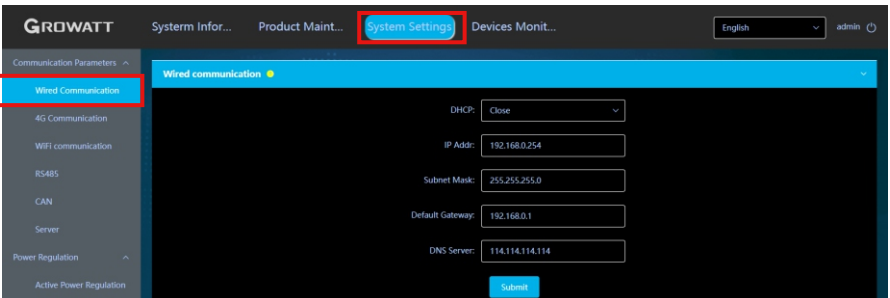 GROWATT
Systerm Infor... Product Maint... System Settings Devices Monit... English admin
Communication Parameters
Wired Communication
4G Communication
WiFi communication
RS485
CAN
Server
Power Regulation
Active Power Regulation
Wired communication
DHCP: Close
IP Addr: 192.168.0.254
Subnet Mask: 255.255.255.0
Default Gateway: 192.168.0.1
DNS Server: 114.114.114.114
Submit